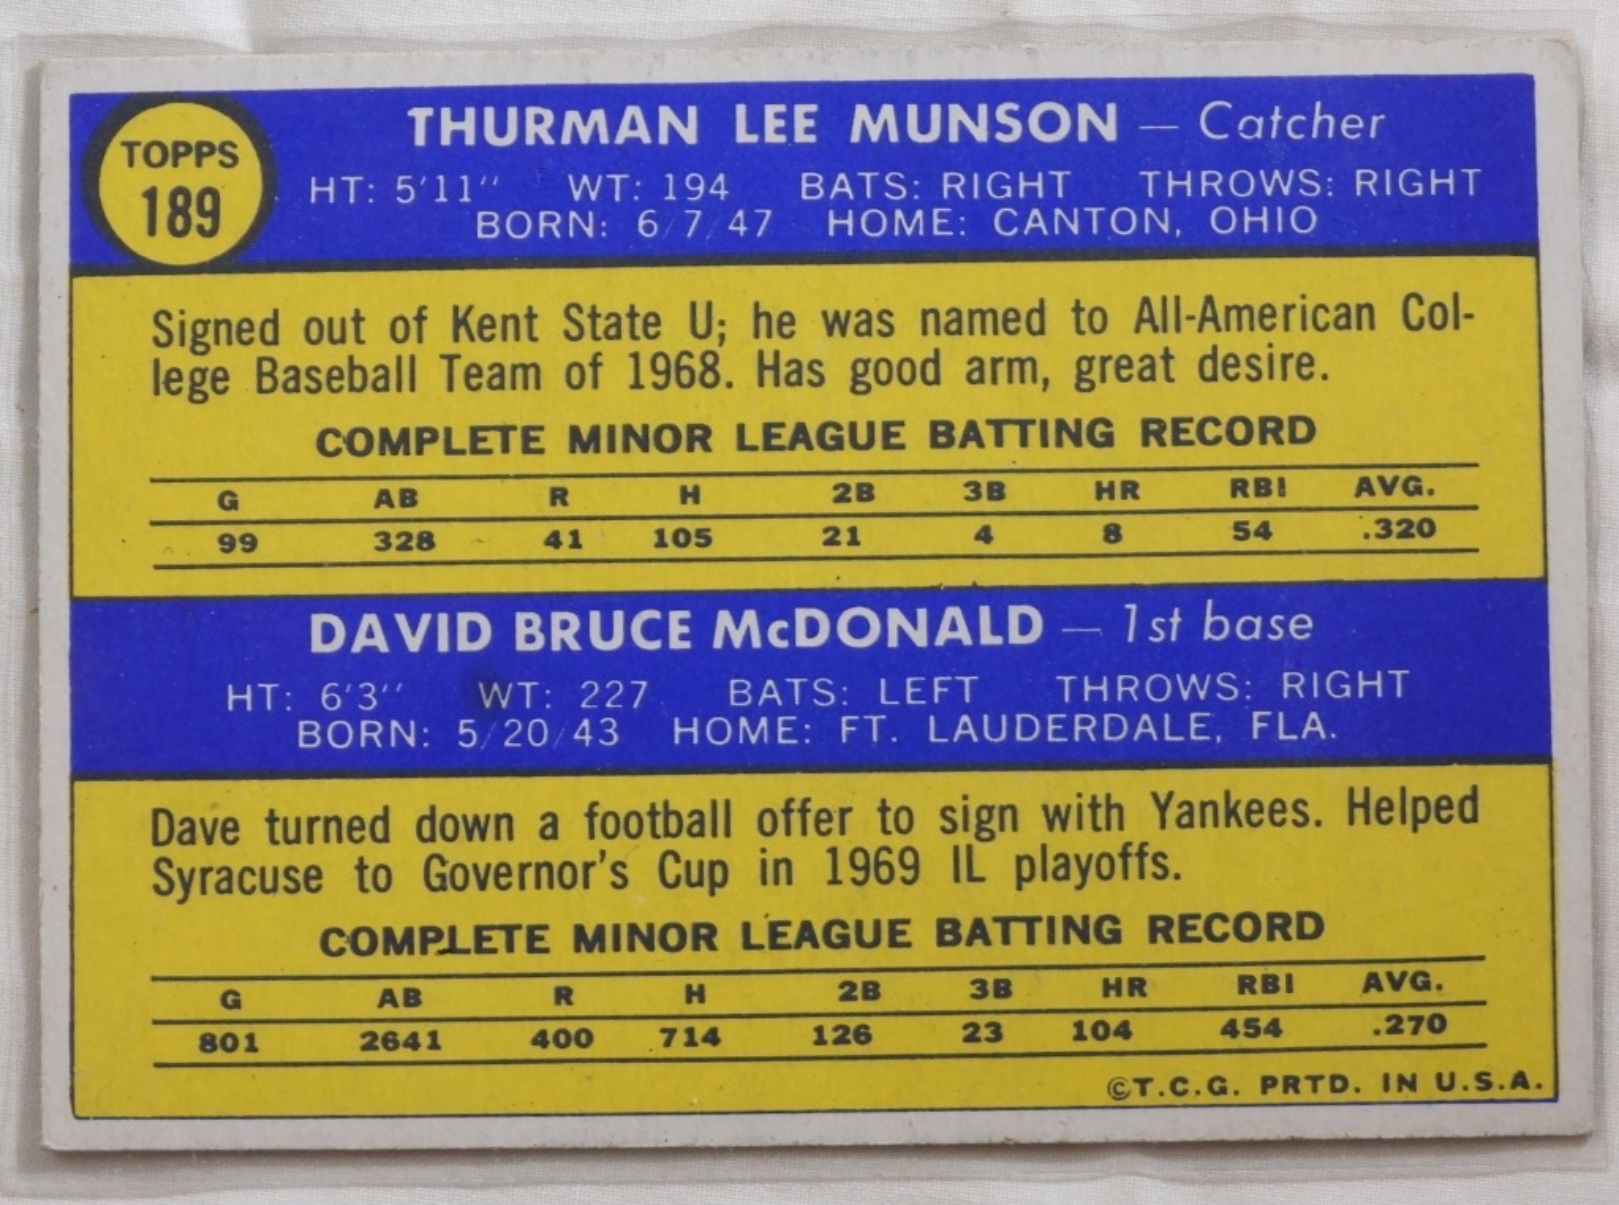 TOPPS
189
THURMAN LEE MUNSON — Catcher
HT: 5'11" WT: 194 BATS: RIGHT THROWS: RIGHT
BORN: 6/7/47 HOME: CANTON, OHIO
Signed out of Kent State U; he was named to All-American Col-
lege Baseball Team of 1968. Has good arm, great desire.
COMPLETE MINOR LEAGUE BATTING RECORD
G AB R H 2B 3B HR RBI AVG.
99 328 41 105 21 4 8 54 .320
DAVID BRUCE McDONALD — 1st base
HT: 6'3" WT: 227 BATS: LEFT THROWS: RIGHT
BORN: 5/20/43 HOME: FT. LAUDERDALE, FLA.
Dave turned down a football offer to sign with Yankees. Helped
Syracuse to Governor's Cup in 1969 IL playoffs.
COMPLETE MINOR LEAGUE BATTING RECORD
G AB R H 2B 3B HR RBI AVG.
801 2641 400 714 126 23 104 454 .270
©T.C.G. PRTD. IN U.S.A.